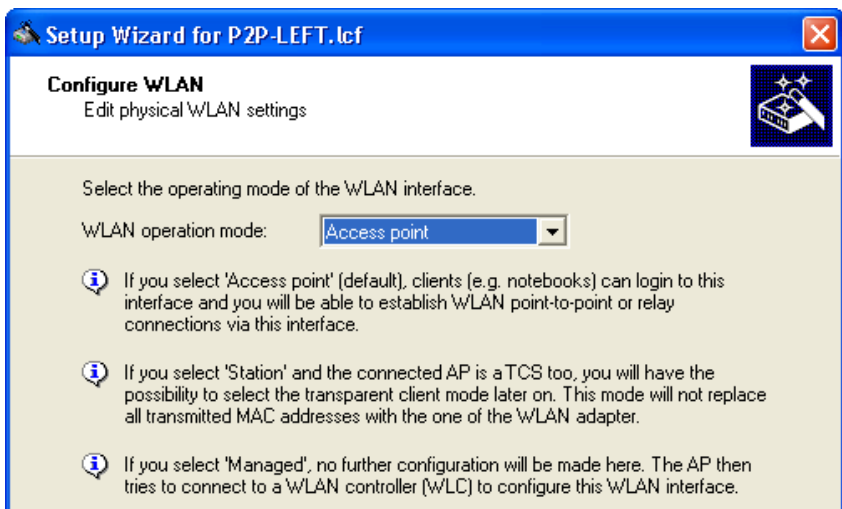 Setup Wizard for P2P-LEFT.lcf
Configure WLAN
Edit physical WLAN settings
Select the operating mode of the WLAN interface.
WLAN operation mode: Access point
If you select 'Access point' (default), clients (e.g. notebooks) can login to this
interface and you will be able to establish WLAN point-to-point or relay
connections via this interface.
If you select 'Station' and the connected AP is a TCS too, you will have the
possibility to select the transparent client mode later on. This mode will not replace
all transmitted MAC addresses with the one of the WLAN adapter.
If you select 'Managed', no further configuration will be made here. The AP then
tries to connect to a WLAN controller (WLC) to configure this WLAN interface.